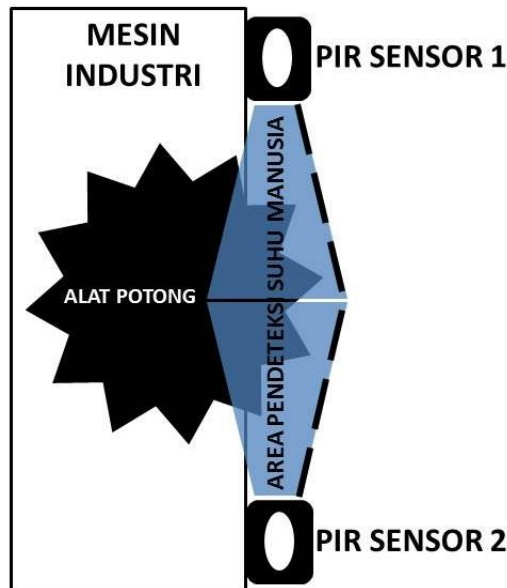 MESIN
INDUSTRI
PIR SENSOR 1
ALAT POTONG
AREA PENDETEKSI SUHU MANUSIA
PIR SENSOR 2